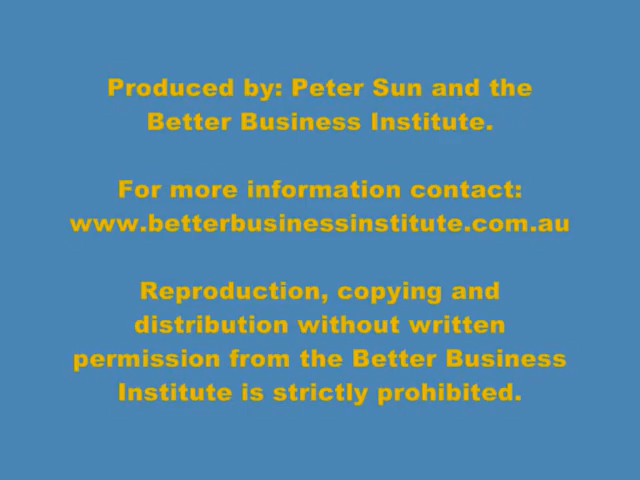 Produced by: Peter Sun and the
Better Business Institute.
For more information contact:
www.betterbusinessinstitute.com.au
Reproduction, copying and
distribution without written
permission from the Better Business
Institute is strictly prohibited.